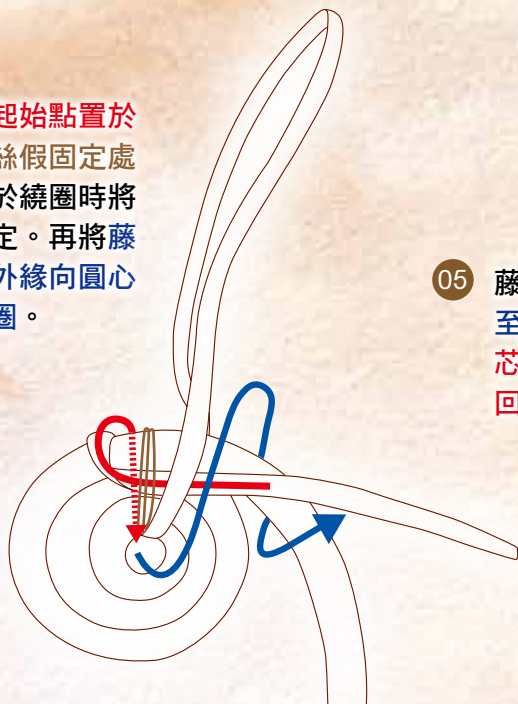 起始點置於
絲假固定處
於繞圈時將
定。再將藤
外緣向圓心
圈。
05 藤
至
芯
回